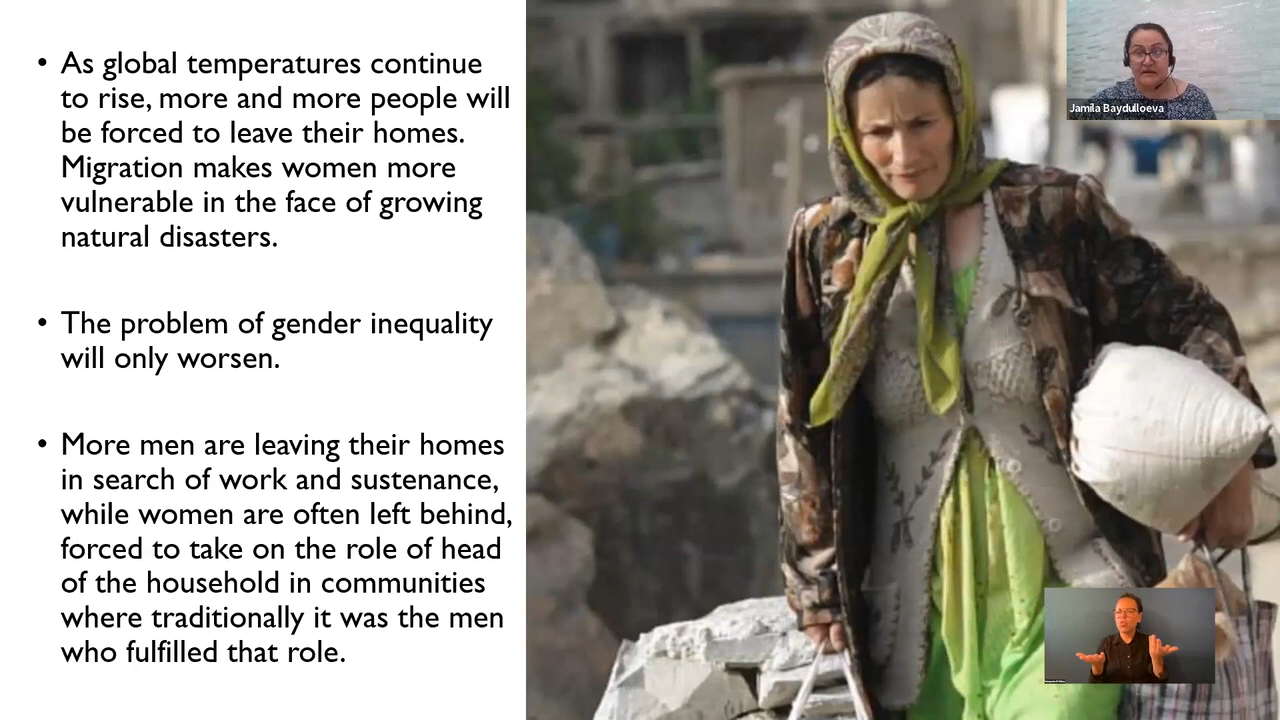 • As global temperatures continue
to rise, more and more people will
be forced to leave their homes.
Migration makes women more
vulnerable in the face of growing
natural disasters.
• The problem of gender inequality
will only worsen.
• More men are leaving their homes
in search of work and sustenance,
while women are often left behind,
forced to take on the role of head
of the household in communities
where traditionally it was the men
who fulfilled that role.
Jamila Baydulloeva